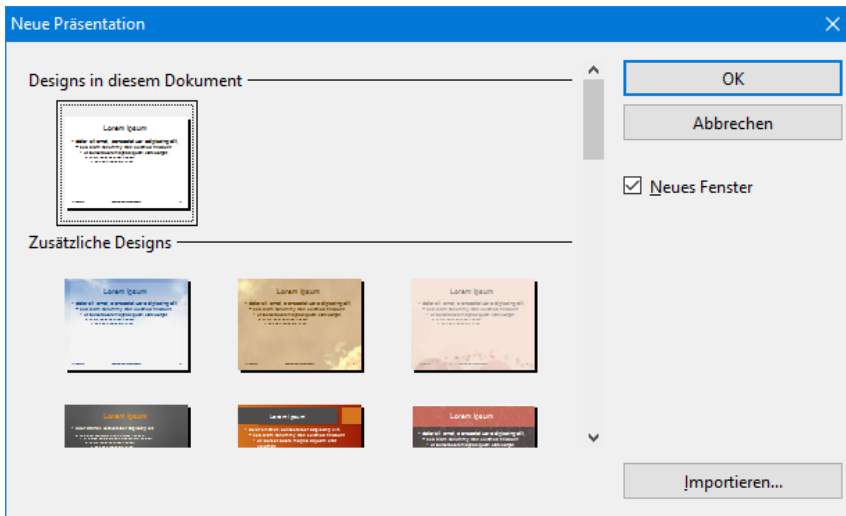 Neue Präsentation
Designs in diesem Dokument
OK
Abbrechen
Neues Fenster
Lorem Ipsum
Zusätzliche Designs
Lorem Ipsum
Lorem Ipsum
Lorem Ipsum
Lorem Ipsum
Lorem Ipsum
Lorem Ipsum
Importieren...